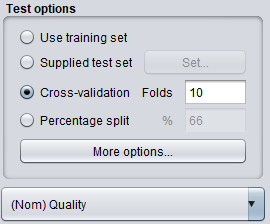 Test options
Use training set
Supplied test set Set...
Cross-validation Folds 10
Percentage split % 66
More options...
(Nom) Quality